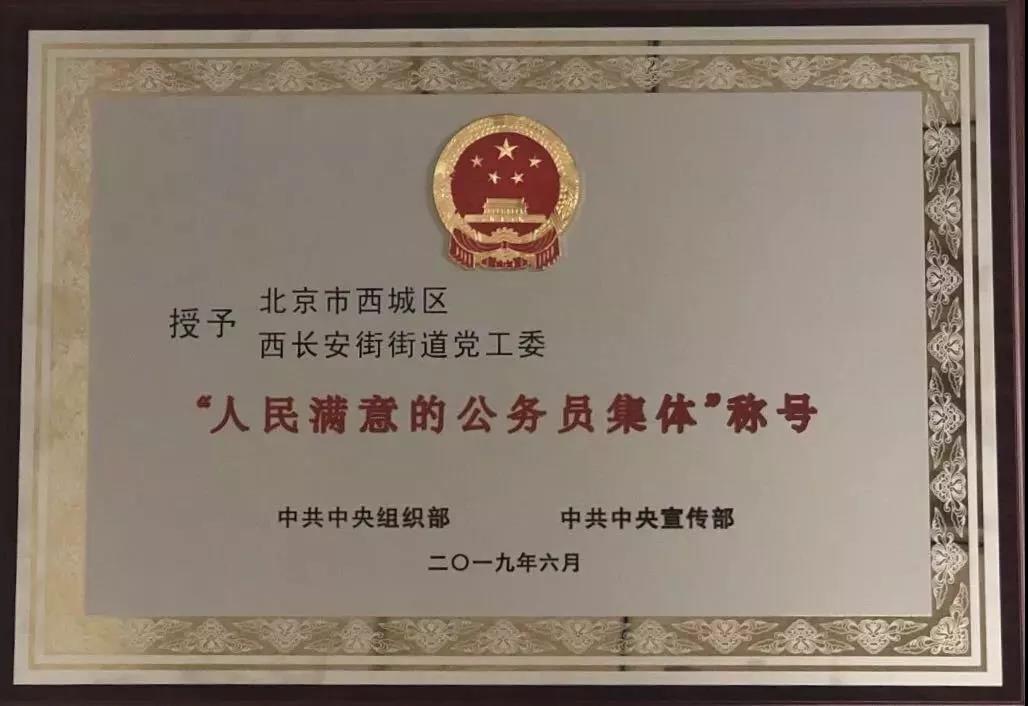 授予 北京市西城区
西长安街街道党工委
“人民满意的公务员集体”称号
中共中央组织部 中共中央宣传部
二〇一九年六月